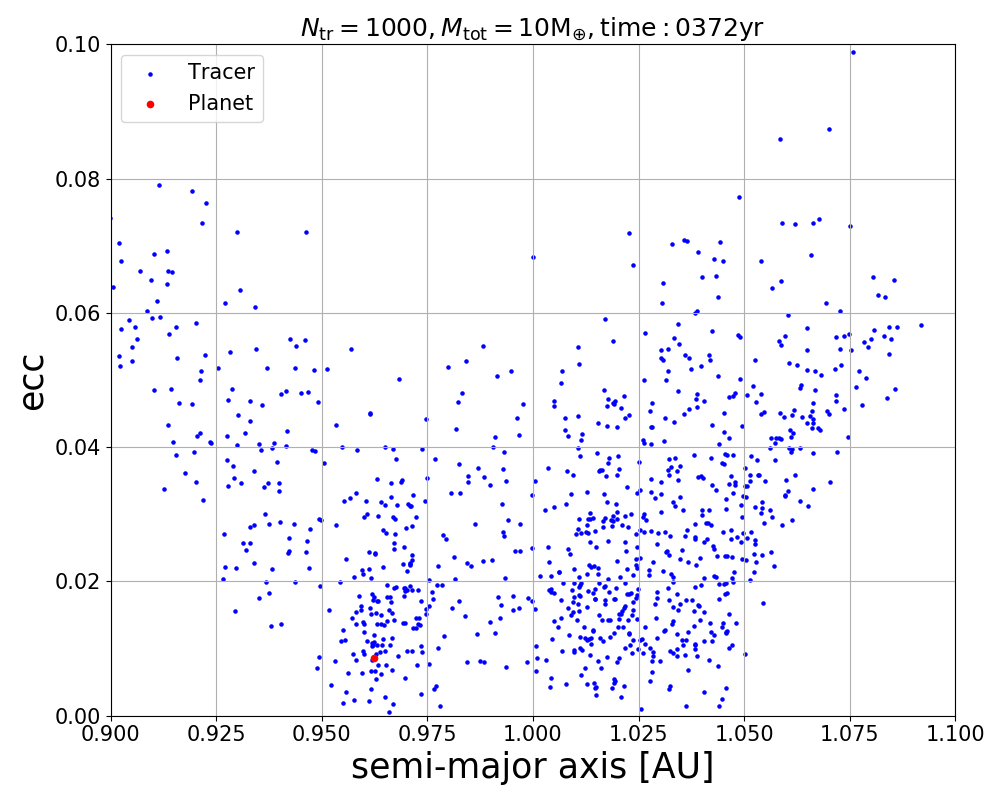 N_tr = 1000, M_tot = 10M_⊕, time : 0372yr
Tracer
Planet
0.10
0.08
0.06
0.04
0.02
0.00
ecc
0.900 0.925 0.950 0.975 1.000 1.025 1.050 1.075 1.100
semi-major axis [AU]